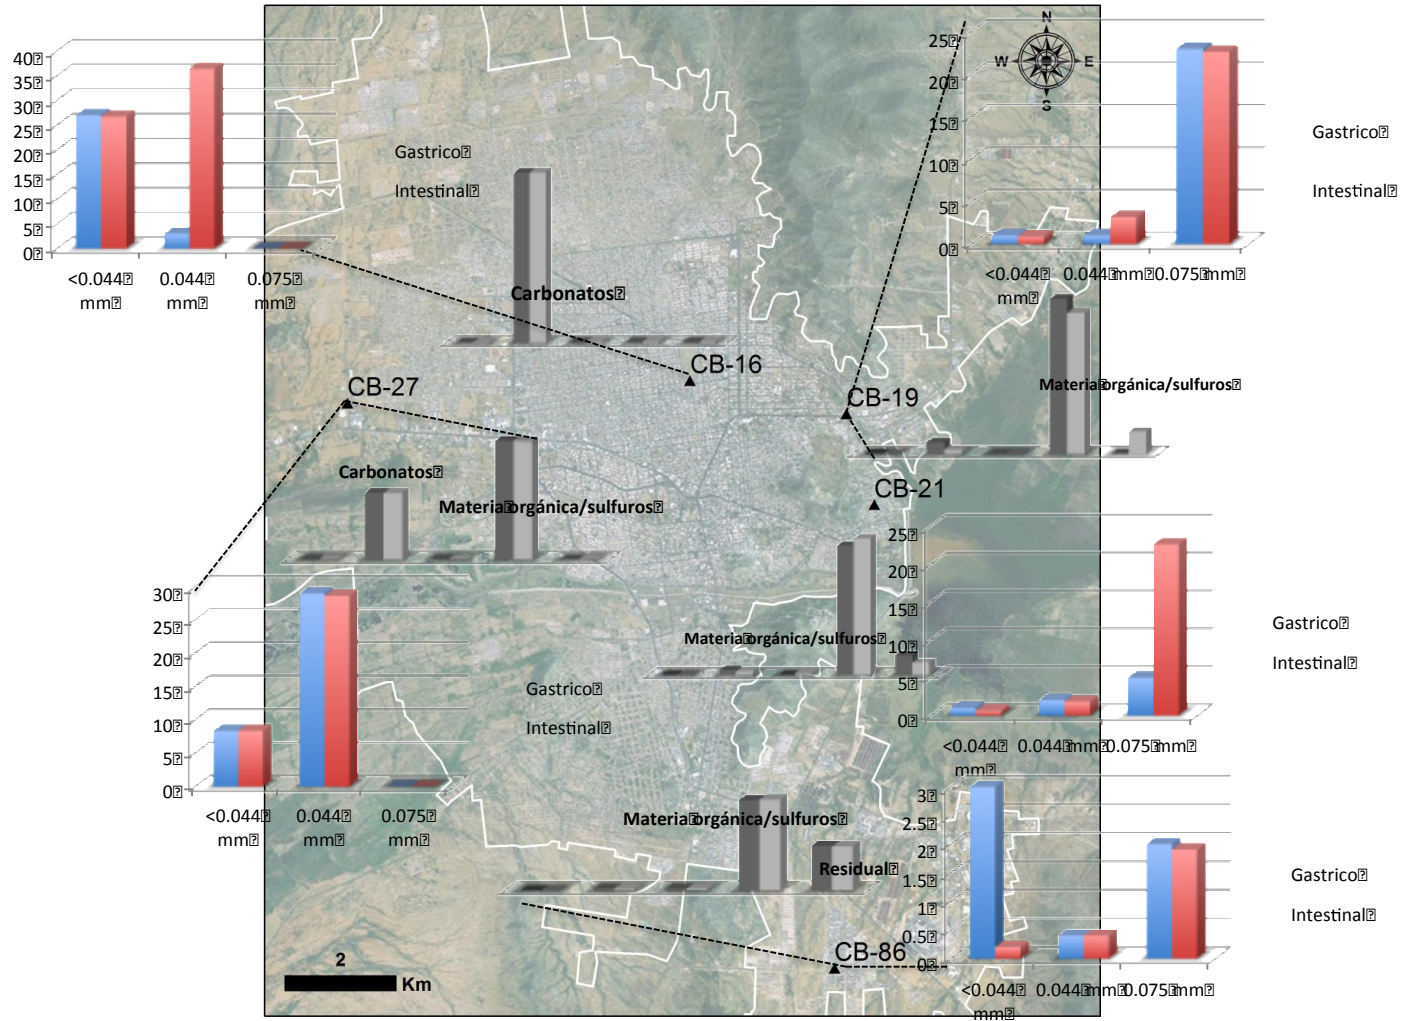 40
35
30
25
20
15
10
5
0
<0.044 mm
0.044 mm
0.075 mm
Gastrico
Intestinal
Carbonatos
N
W
E
S
25
20
15
10
5
0
<0.044 mm
0.044 mm
0.075 mm
Gastrico
Intestinal
CB-16
CB-27
CB-19
Materia orgánica/sulfuros
Carbonatos
Materia orgánica/sulfuros
CB-21
30
25
20
15
10
5
0
<0.044 mm
0.044 mm
0.075 mm
Gastrico
Intestinal
Materia orgánica/sulfuros
25
20
15
10
5
0
<0.044 mm
0.044 mm
0.075 mm
Gastrico
Intestinal
Materia orgánica/sulfuros
Residual
3
2.5
2
1.5
1
0.5
0
<0.044 mm
0.044 mm
0.075 mm
Gastrico
Intestinal
CB-86
2
Km